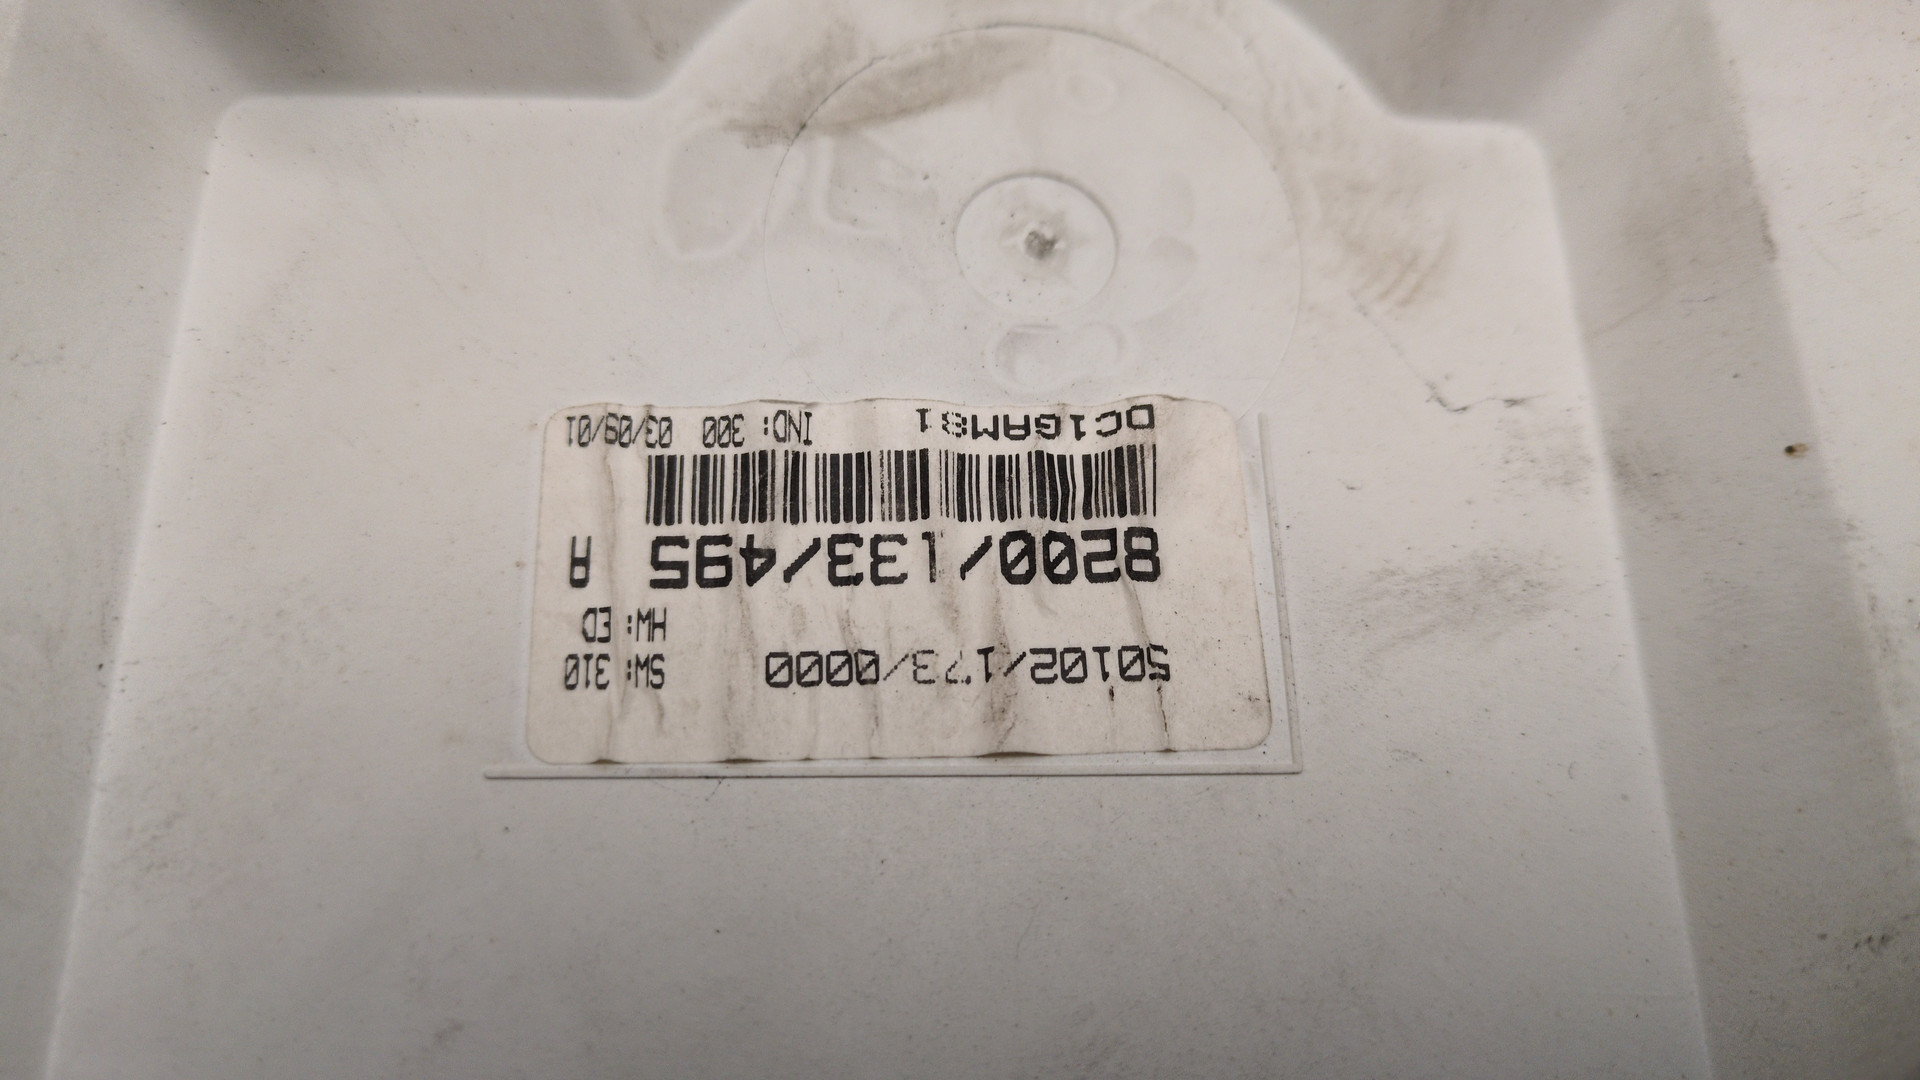 50102/173/0000 SW: 310
HW: ED
8200/133/495 A
DC1GAM81 IND: 300 03/09/01